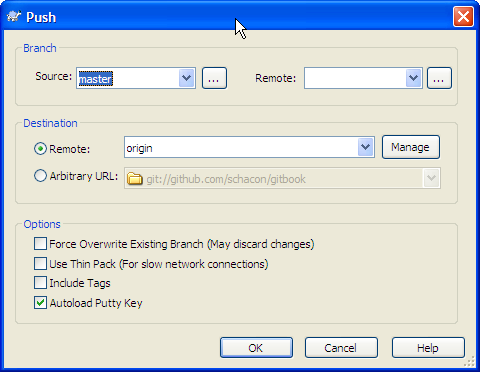 Push
Branch
Source: master ... Remote: ...
Destination
Remote: origin Manage
Arbitrary URL: git://github.com/schacon/gitbook
Options
Force Overwrite Existing Branch (May discard changes)
Use Thin Pack (For slow network connections)
Include Tags
Autoload Putty Key
OK Cancel Help